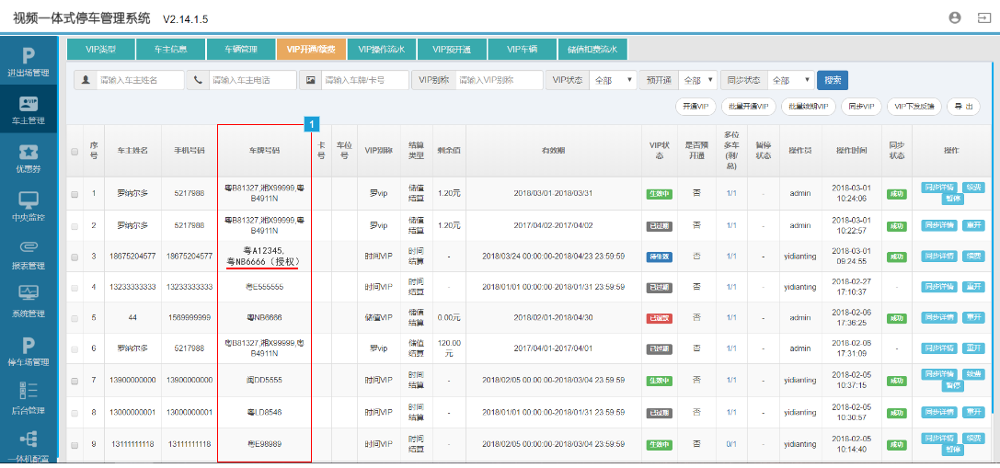 视频一体式停车管理系统 V2.14.1.5
VIP类型 车主信息 车辆管理 VIP开通/续费 VIP操作流水 VIP预开通 VIP车辆 储值扣费流水
请输入车主姓名 请输入车主电话 请输入车牌/卡号 VIP别称 请输入VIP别称 VIP状态 全部 预开通 全部 同步状态 全部 搜索
开通VIP 批量开通VIP 批量续期VIP 同步VIP VIP下发反馈 导 出
进出场管理
车主管理
优惠券
中央监控
报表管理
系统管理
停车场管理
后台管理
一体机配置
1
序号 车主姓名 手机号码 车牌号码 卡号 车位号 VIP别称 结算类型 剩余值 有效期 VIP状态 是否预开通 多位多车(剩/总) 暂停状态 操作员 操作时间 同步状态 操作
1 罗纳尔多 5217988 粤B81327,湘X99999,粤B4911N 罗vip 储值结算 1.20元 2018/03/01-2018/03/31 生效中 否 1/1 - admin 2018-03-01 10:24:06 成功 同步详情 续费 暂停
2 罗纳尔多 5217988 粤B81327,湘X99999,粤B4911N 罗vip 储值结算 1.20元 2017/04/02-2017/04/02 已过期 否 1/1 - admin 2018-03-01 10:22:57 成功 同步详情 重开
3 18675204577 18675204577 粤A12345,粤NB6666（授权） 时间VIP 时间结算 - 2018/03/24 00:00:00-2018/04/23 23:59:59 待生效 否 1/1 - yidianting 2018-03-01 09:24:55 成功 同步详情 续费
4 13233333333 13233333333 粤E555555 时间VIP 时间结算 - 2018/01/01 00:00:00-2018/01/31 23:59:59 已过期 否 1/1 - yidianting 2018-02-27 17:10:37 - 同步详情 重开
5 44 1569999999 粤NB6666 储值VIP 储值结算 0.00元 2018/02/01-2018/04/30 已退款 否 1/1 - admin 2018-02-06 17:36:25 成功 同步详情 重开
6 罗纳尔多 5217988 粤B81327,湘X99999,粤B4911N 罗vip 储值结算 120.00元 2017/04/01-2017/04/01 已过期 否 1/1 - admin 2018-02-06 17:31:09 - 同步详情 重开
7 13900000000 13900000000 闽DD5555 时间VIP 时间结算 - 2018/02/05 00:00:00-2018/03/04 23:59:59 生效中 否 1/1 - yidianting 2018-02-05 10:37:15 成功 同步详情 续费 暂停
8 13000000001 13000000001 粤LD8546 时间VIP 时间结算 - 2018/01/01 00:00:00-2018/01/31 23:59:59 已过期 否 1/1 - yidianting 2018-02-05 10:30:57 成功 同步详情 重开
9 13111111118 13111111118 粤E98989 时间VIP 时间结算 - 2018/02/05 00:00:00-2018/03/04 23:59:59 生效中 否 0/1 - yidianting 2018-02-05 10:14:40 成功 同步详情 续费 暂停